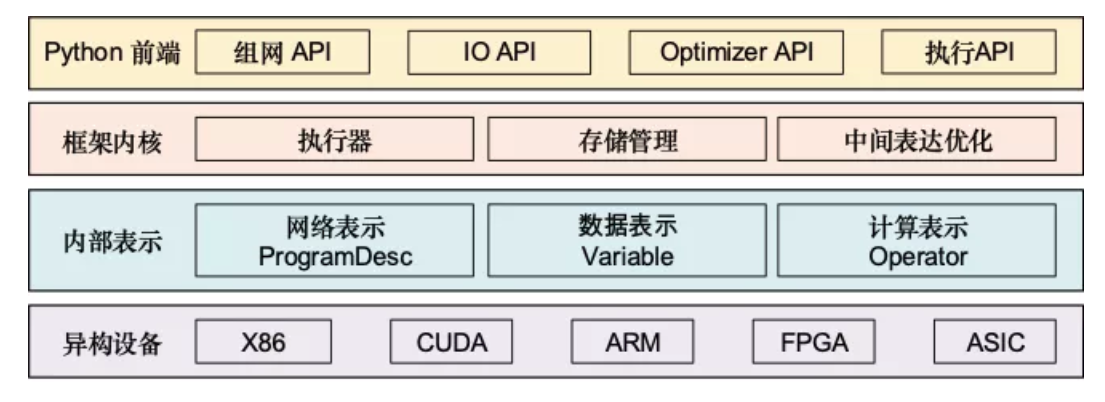 Python 前端 组网 API IO API Optimizer API 执行API
框架内核 执行器 存储管理 中间表达优化
内部表示
网络表示
ProgramDesc
数据表示
Variable
计算表示
Operator
异构设备 X86 CUDA ARM FPGA ASIC